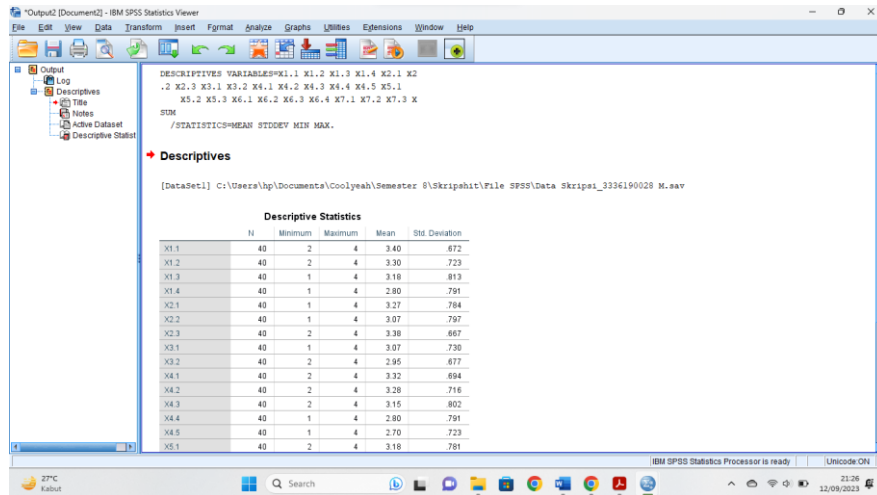 *Output2 [Document2] - IBM SPSS Statistics Viewer
File Edit View Data Transform Insert Format Analyze Graphs Utilities Extensions Window Help
Output
Log
Descriptives
Title
Notes
Active Dataset
Descriptive Statist
DESCRIPTIVES VARIABLES=X1.1 X1.2 X1.3 X1.4 X2.1 X2
.2 X2.3 X3.1 X3.2 X4.1 X4.2 X4.3 X4.4 X4.5 X5.1
X5.2 X5.3 X6.1 X6.2 X6.3 X6.4 X7.1 X7.2 X7.3 X
SUM
/STATISTICS=MEAN STDDEV MIN MAX.
Descriptives
[DataSet1] C:\Users\hp\Documents\Coolyeah\Semester 8\Skripshit\File SPSS\Data Skripsi_3336190028 M.sav
Descriptive Statistics
N Minimum Maximum Mean Std. Deviation
X1.1 40 2 4 3.40 .672
X1.2 40 2 4 3.30 .723
X1.3 40 1 4 3.18 .813
X1.4 40 1 4 2.80 .791
X2.1 40 1 4 3.27 .784
X2.2 40 1 4 3.07 .797
X2.3 40 2 4 3.38 .667
X3.1 40 1 4 3.07 .730
X3.2 40 2 4 2.95 .677
X4.1 40 2 4 3.32 .694
X4.2 40 2 4 3.28 .716
X4.3 40 2 4 3.15 .802
X4.4 40 1 4 2.80 .791
X4.5 40 1 4 2.70 .723
X5.1 40 2 4 3.18 .781
IBM SPSS Statistics Processor is ready Unicode:ON
27°C
Kabut
Search
21:26
12/09/2023